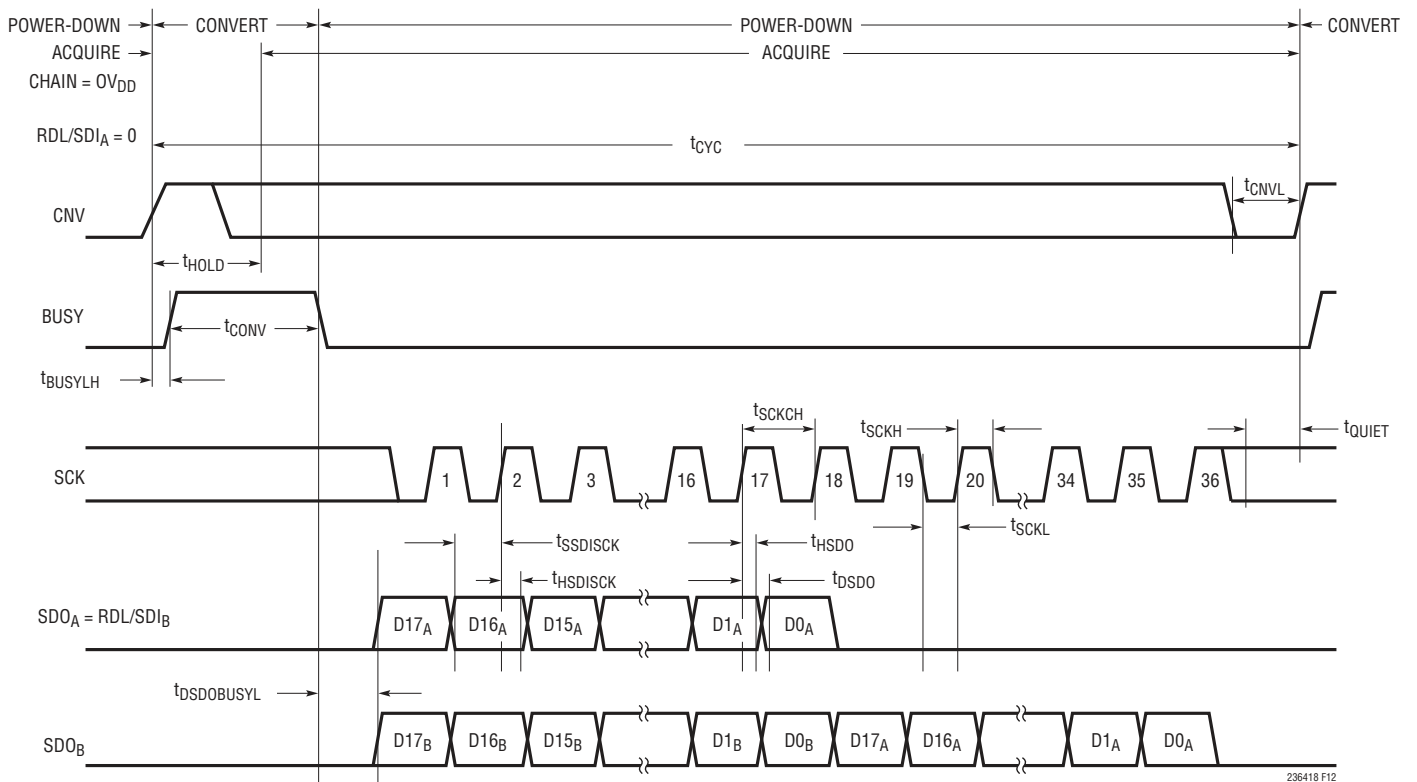 POWER-DOWN CONVERT POWER-DOWN CONVERT
ACQUIRE ACQUIRE
CHAIN = OVDD
RDL/SDIA = 0
tCYC
CNV
tCNVL
tHOLD
BUSY
tCONV
tBUSYLH
tSCKCH
tSCKH
tQUIET
SCK
1 2 3 16 17 18 19 20 34 35 36
tSSDISCK
tHSDO
tSCKL
tHSDISCK
tDSDO
SDOA = RDL/SDIB
D17A D16A D15A D1A D0A
tDSDOBUSYL
SDOB
D17B D16B D15B D1B D0B D17A D16A D1A D0A
236418 F12